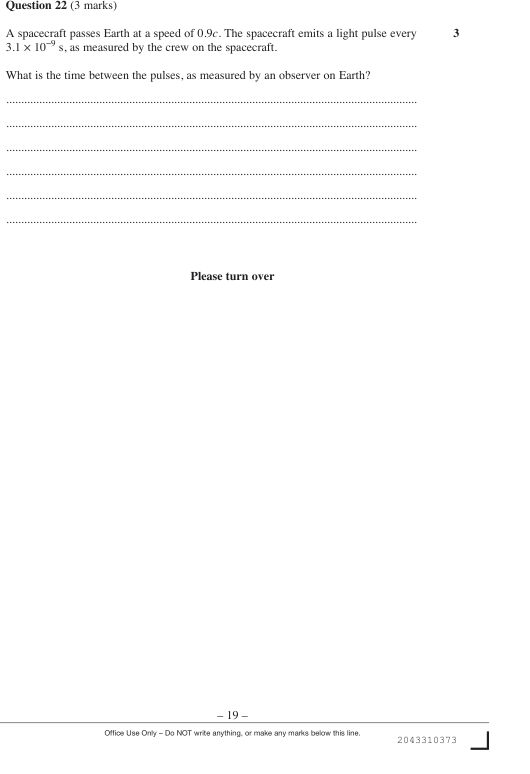 Question 22 (3 marks)
A spacecraft passes Earth at a speed of 0.9c. The spacecraft emits a light pulse every 3
3.1 × 10⁻⁹ s, as measured by the crew on the spacecraft.
What is the time between the pulses, as measured by an observer on Earth?
Please turn over
– 19 –
Office Use Only – Do NOT write anything, or make any marks below this line.
2043310373